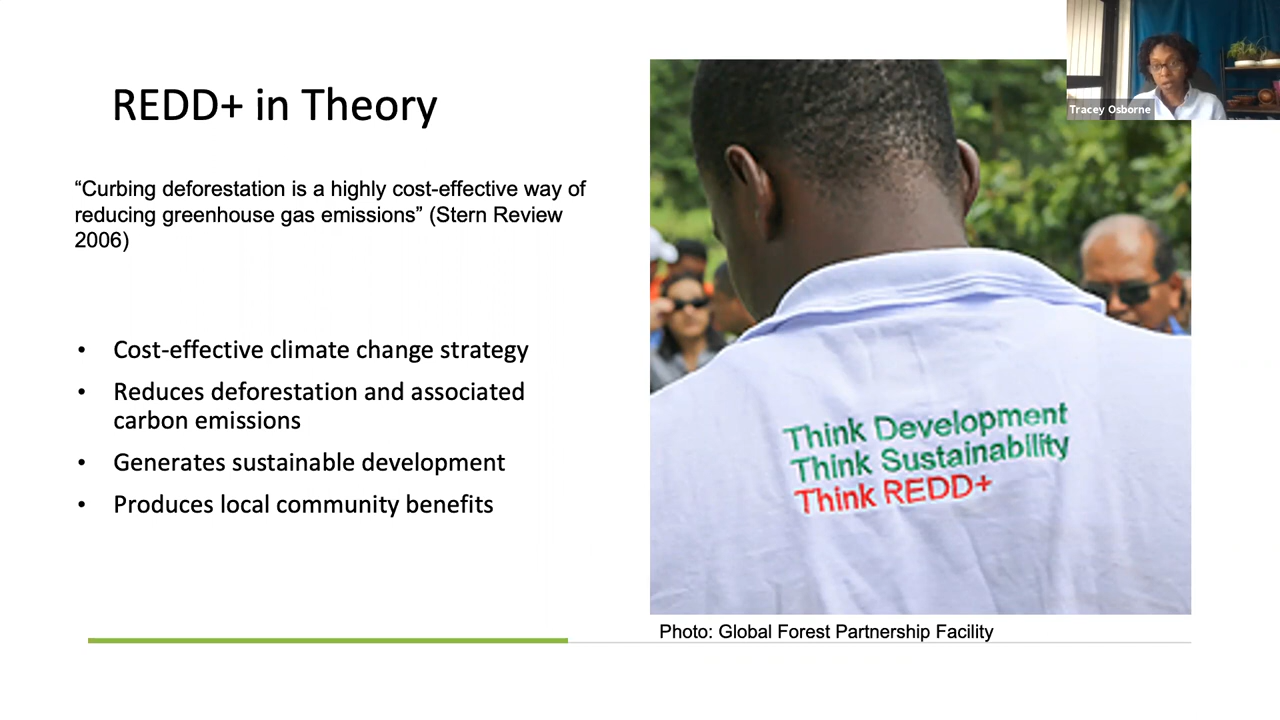 REDD+ in Theory
Tracey Osborne
“Curbing deforestation is a highly cost-effective way of
reducing greenhouse gas emissions” (Stern Review
2006)
• Cost-effective climate change strategy
• Reduces deforestation and associated
carbon emissions
• Generates sustainable development
• Produces local community benefits
Think Development
Think Sustainability
Think REDD+
Photo: Global Forest Partnership Facility